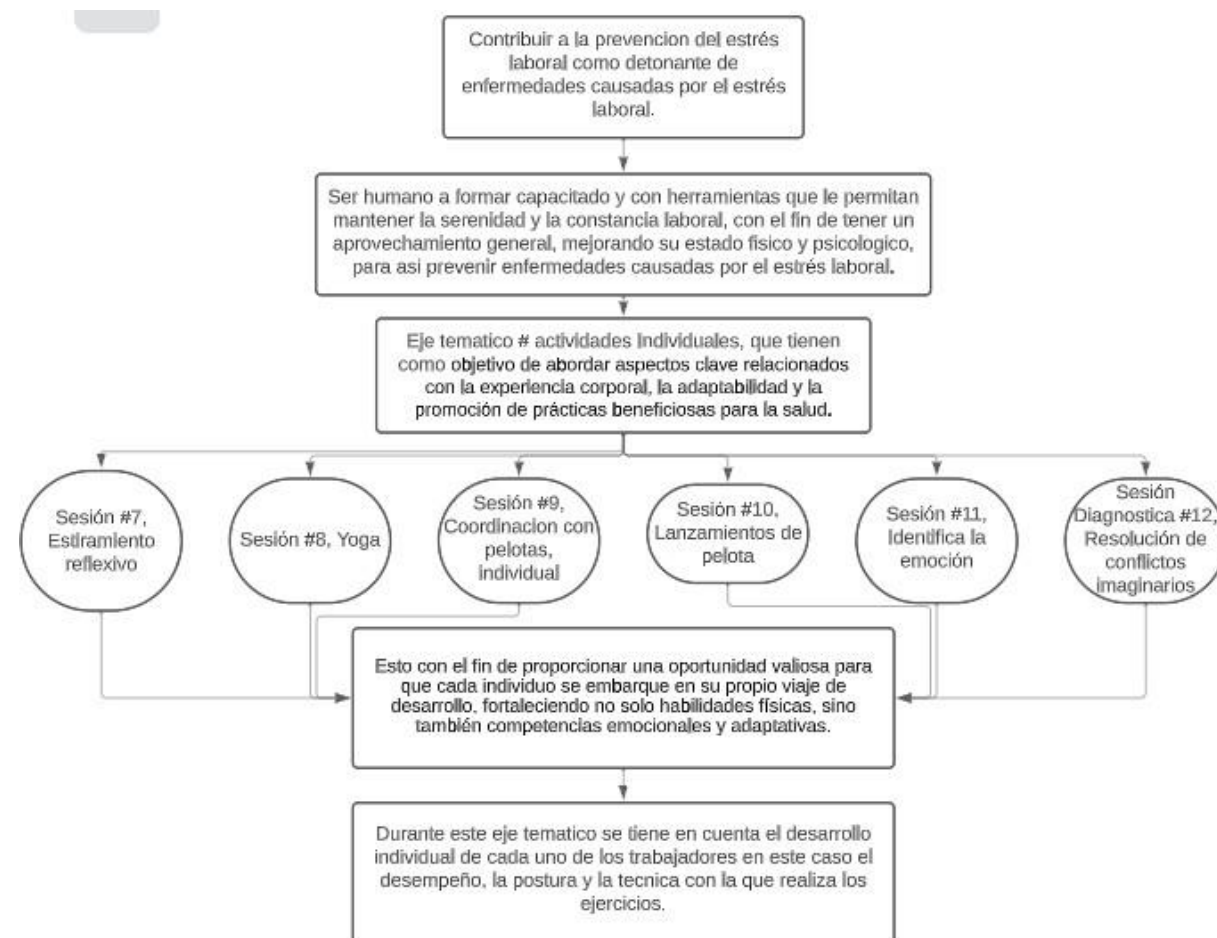 Contribuir a la prevencion del estrés
laboral como detonante de
enfermedades causadas por el estrés
laboral.
Ser humano a formar capacitado y con herramientas que le permitan
mantener la serenidad y la constancia laboral, con el fin de tener un
aprovechamiento general, mejorando su estado físico y psicologico,
para asi prevenir enfermedades causadas por el estrés laboral.
Eje tematico # actividades Individuales, que tienen
como objetivo de abordar aspectos clave relacionados
con la experiencia corporal, la adaptabilidad y la
promoción de prácticas beneficiosas para la salud.
Sesión #7,
Estiramiento
reflexivo
Sesión #8, Yoga
Sesión #9,
Coordinacion con
pelotas,
individual
Sesión #10,
Lanzamientos de
pelota
Sesión #11,
Identifica la
emoción
Sesión
Diagnostica #12,
Resolución de
conflictos
imaginarios
Esto con el fin de proporcionar una oportunidad valiosa para
que cada individuo se embarque en su propio viaje de
desarrollo, fortaleciendo no solo habilidades físicas, sino
también competencias emocionales y adaptativas.
Durante este eje tematico se tiene en cuenta el desarrollo
individual de cada uno de los trabajadores en este caso el
desempeño, la postura y la tecnica con la que realiza los
ejercicios.